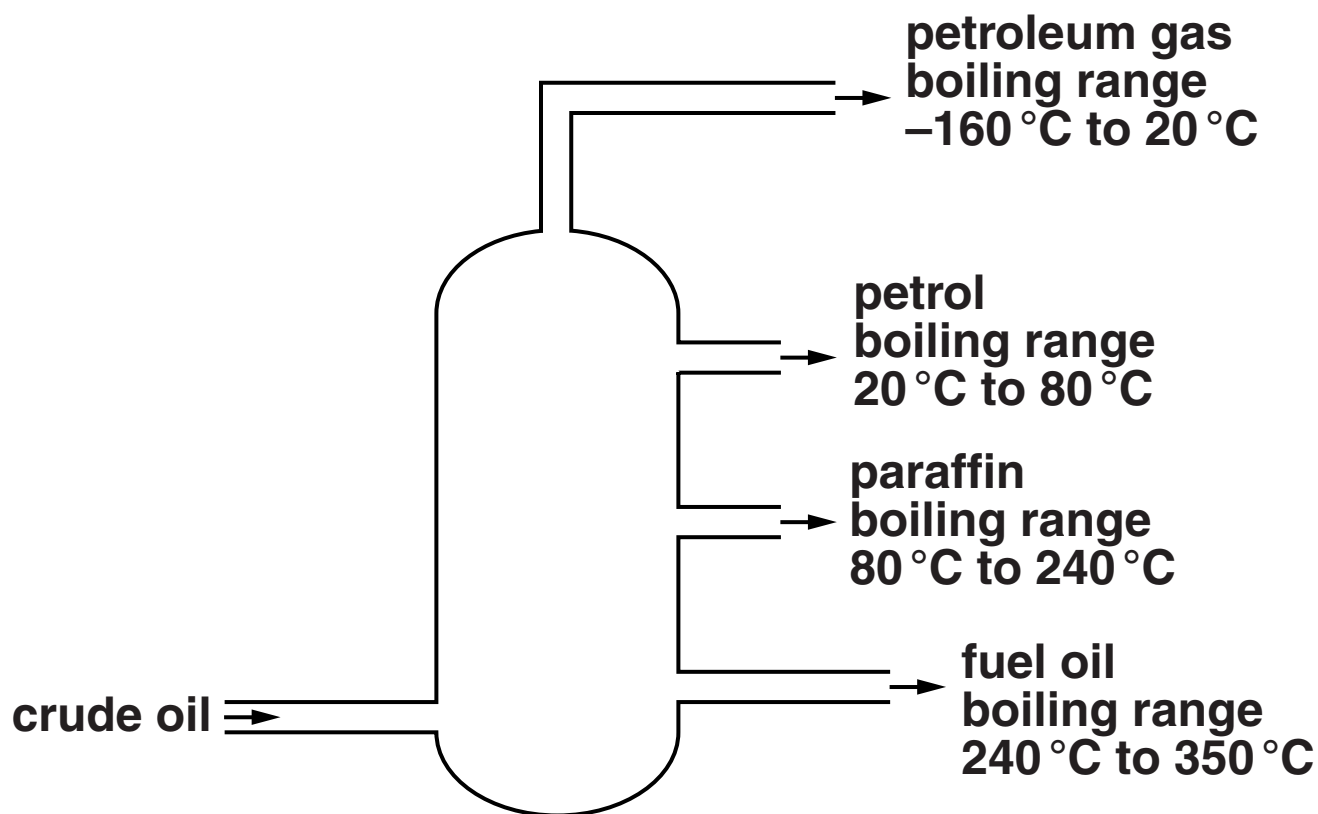 petroleum gas
boiling range
–160 °C to 20 °C
petrol
boiling range
20 °C to 80 °C
paraffin
boiling range
80 °C to 240 °C
fuel oil
boiling range
240 °C to 350 °C
crude oil